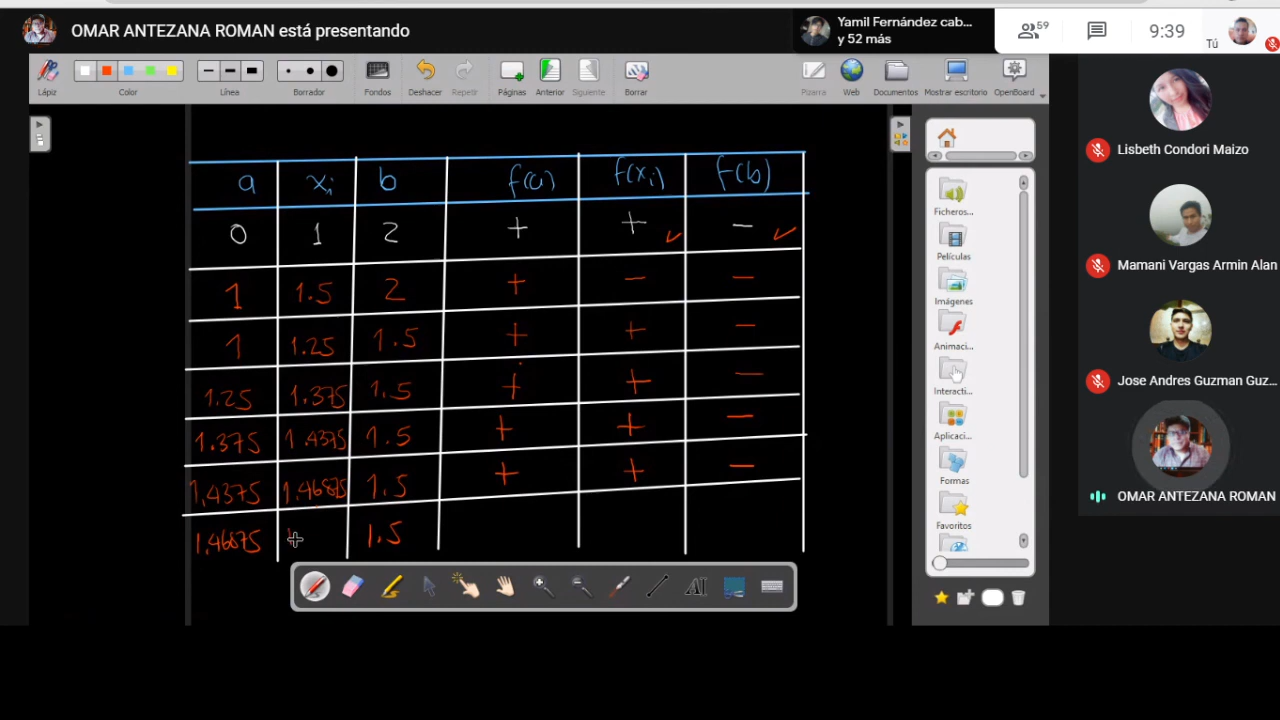 OMAR ANTEZANA ROMAN está presentando
Yamil Fernández cab...
y 52 más
59
9:39
Tú
Lápiz
Color
Línea
Borrador
Fondos
Deshacer
Repetir
Páginas
Anterior
Siguiente
Borrar
Pizarra
Web
Documentos
Mostrar escritorio
OpenBoard
a xi b f(a) f(xi) f(b)
0 1 2 + + -
1 1.5 2 + - -
1 1.25 1.5 + + -
1.25 1.375 1.5 + + -
1.375 1.4375 1.5 + + -
1.4375 1.46875 1.5 + + -
1.46875 1.5
AI
Ficheros...
Películas
Imágenes
Animaci...
Interacti...
Aplicaci...
Formas
Favoritos
Lisbeth Condori Maizo
Mamani Vargas Armin Alan
Jose Andres Guzman Guz...
OMAR ANTEZANA ROMAN